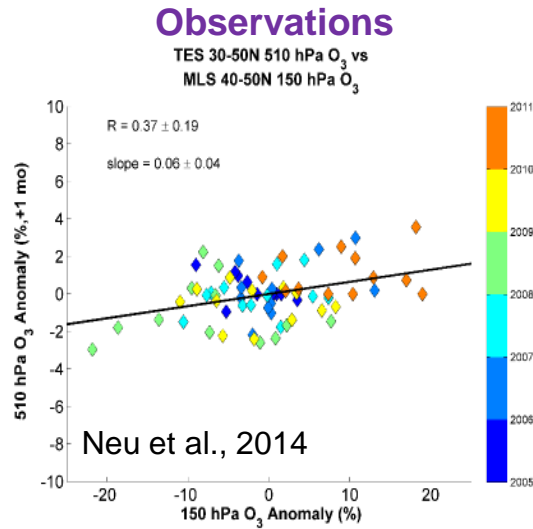 Observations
TES 30-50N 510 hPa O3 vs
MLS 40-50N 150 hPa O3
R = 0.37 ± 0.19
slope = 0.06 ± 0.04
510 hPa O3 Anomaly (%,+1 mo)
10
8
6
4
2
0
-2
-4
-6
-8
-10
Neu et al., 2014
-20
-10
0
10
20
150 hPa O3 Anomaly (%)
2011
2010
2009
2008
2007
2006
2005